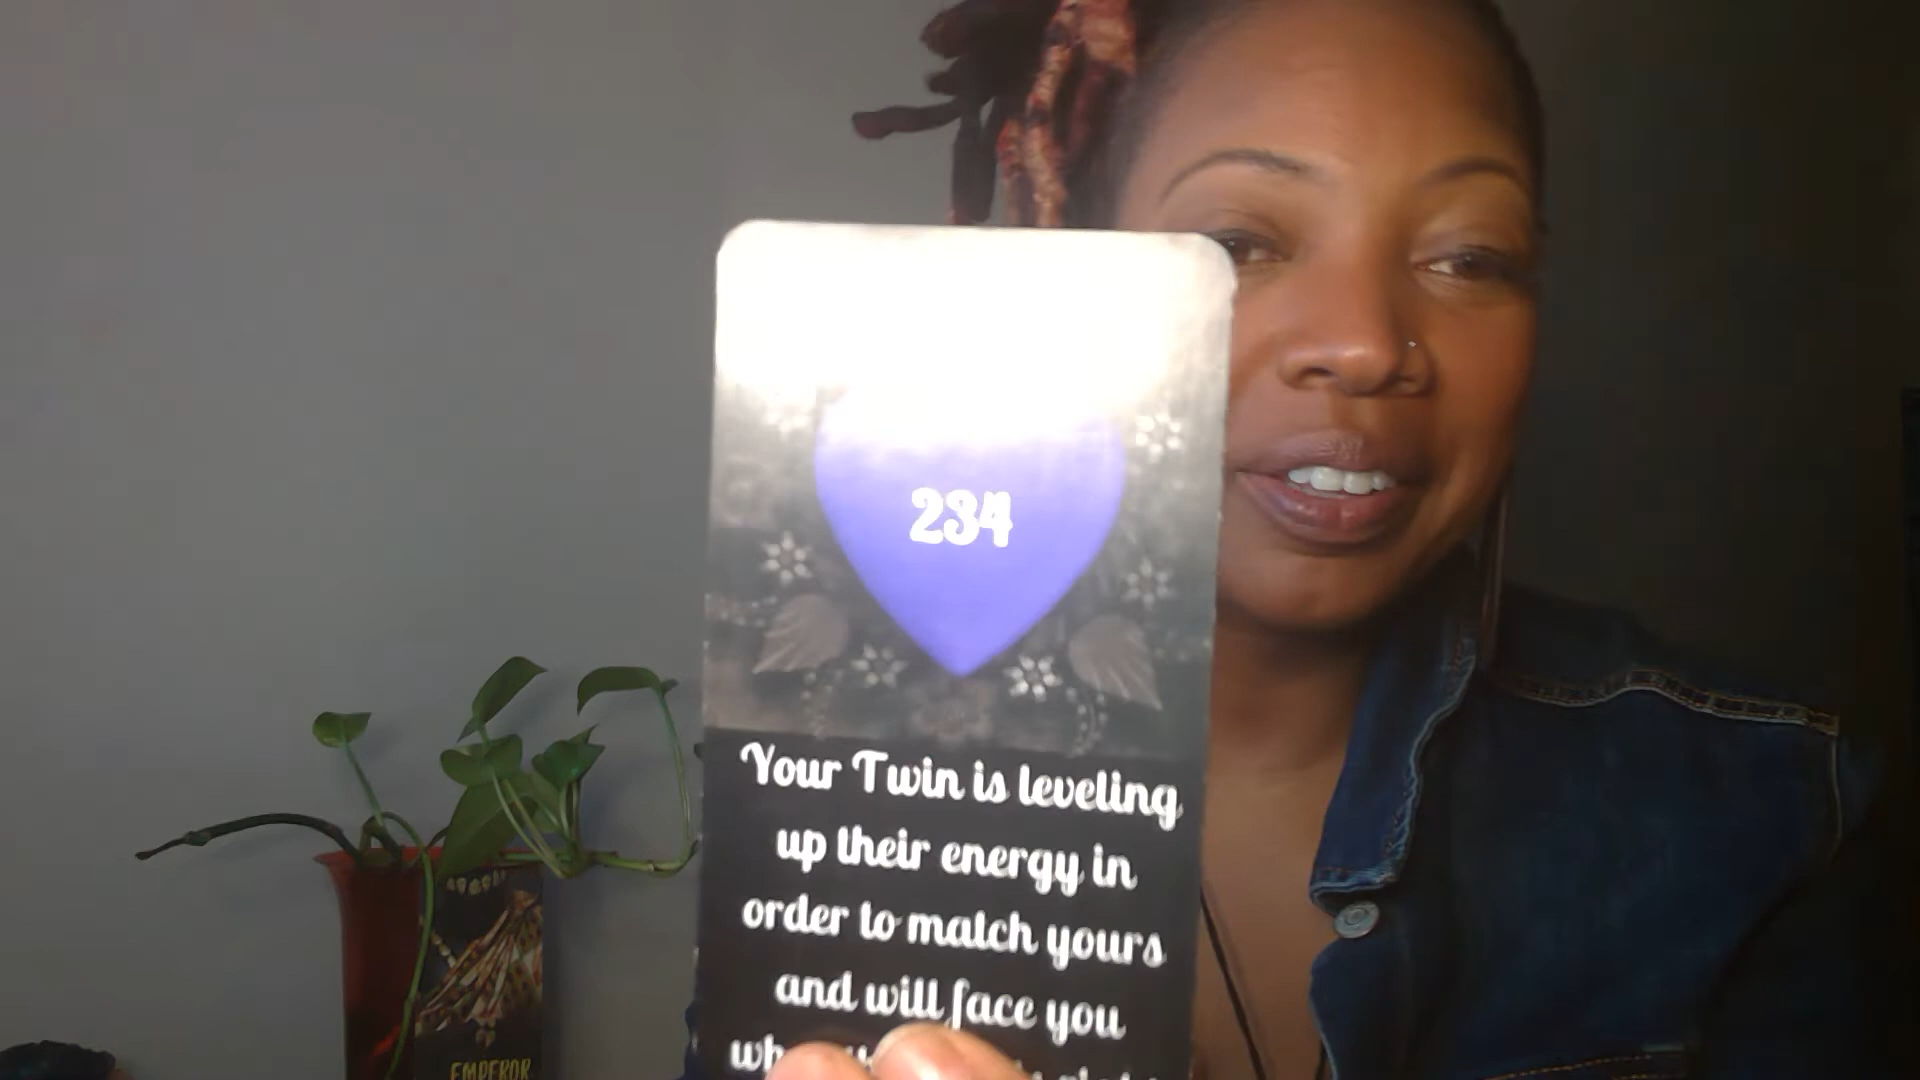 234
Your Twin is leveling
up their energy in
order to match yours
and will face you
EMPEROR